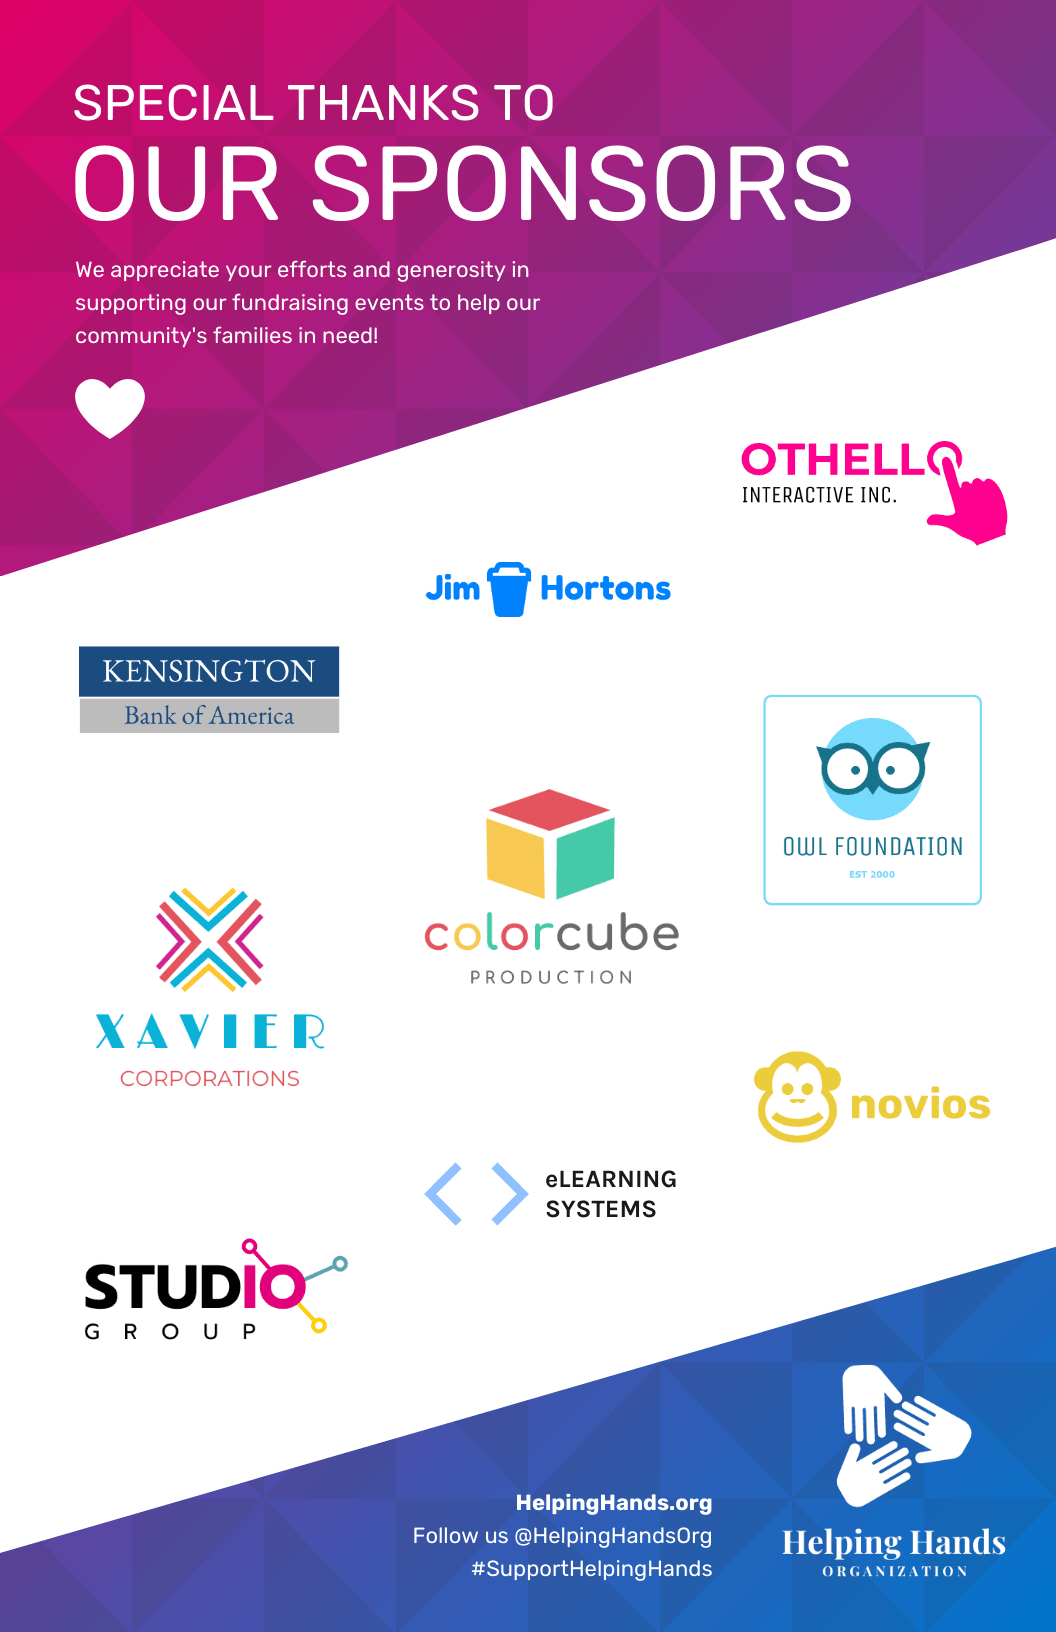 SPECIAL THANKS TO
OUR SPONSORS
We appreciate your efforts and generosity in
supporting our fundraising events to help our
community's families in need!
OTHELLO
INTERACTIVE INC.
Jim Hortons
KENSINGTON
Bank of America
OWL FOUNDATION
EST 2000
colorcube
PRODUCTION
XAVIER
CORPORATIONS
novios
eLEARNING
SYSTEMS
STUDIO
GROUP
HelpingHands.org
Follow us @HelpingHandsOrg
#SupportHelpingHands
Helping Hands
ORGANIZATION